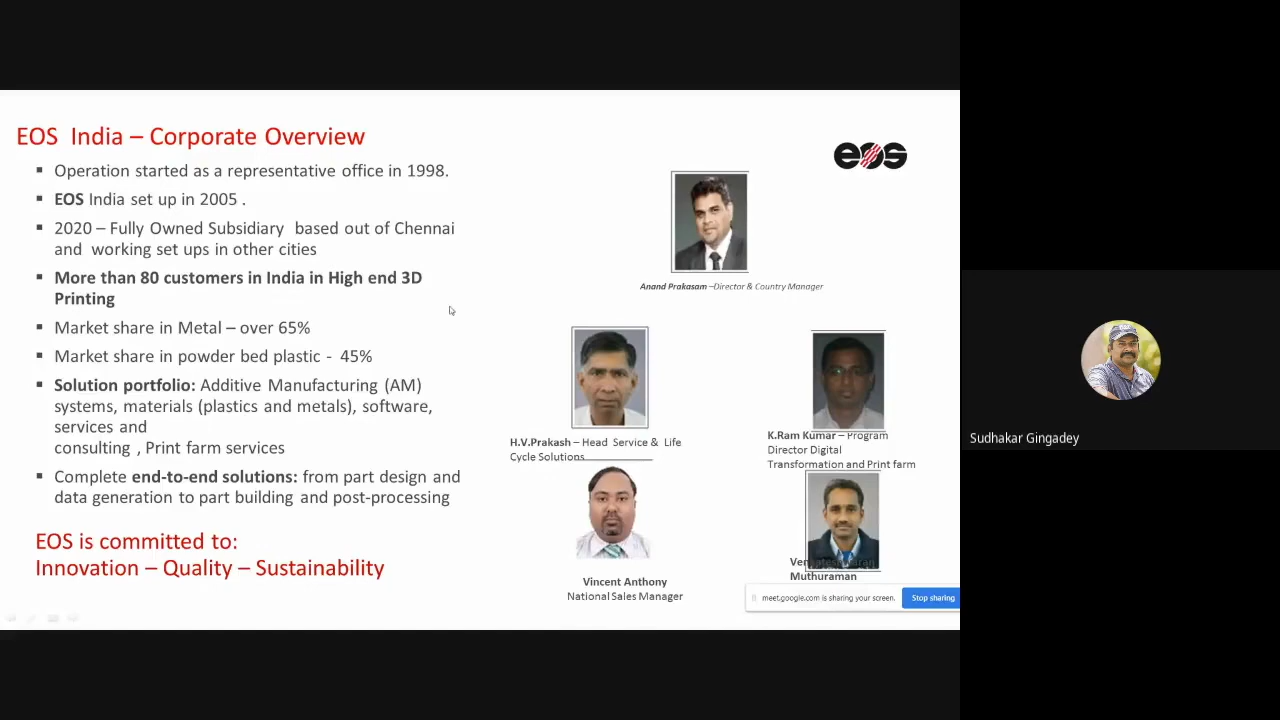 EOS India – Corporate Overview
eos
▪ Operation started as a representative office in 1998.
▪ EOS India set up in 2005 .
▪ 2020 – Fully Owned Subsidiary based out of Chennai
and working set ups in other cities
▪ More than 80 customers in India in High end 3D
Printing
▪ Market share in Metal – over 65%
▪ Market share in powder bed plastic - 45%
▪ Solution portfolio: Additive Manufacturing (AM)
systems, materials (plastics and metals), software,
services and
consulting , Print farm services
▪ Complete end-to-end solutions: from part design and
data generation to part building and post-processing
EOS is committed to:
Innovation – Quality – Sustainability
Anand Prakasam –Director & Country Manager
H.V.Prakash – Head Service & Life
Cycle Solutions
K.Ram Kumar – Program
Director Digital
Transformation and Print farm
Vincent Anthony
National Sales Manager
Muthuraman
meet.google.com is sharing your screen.
Stop sharing
Sudhakar Gingadey